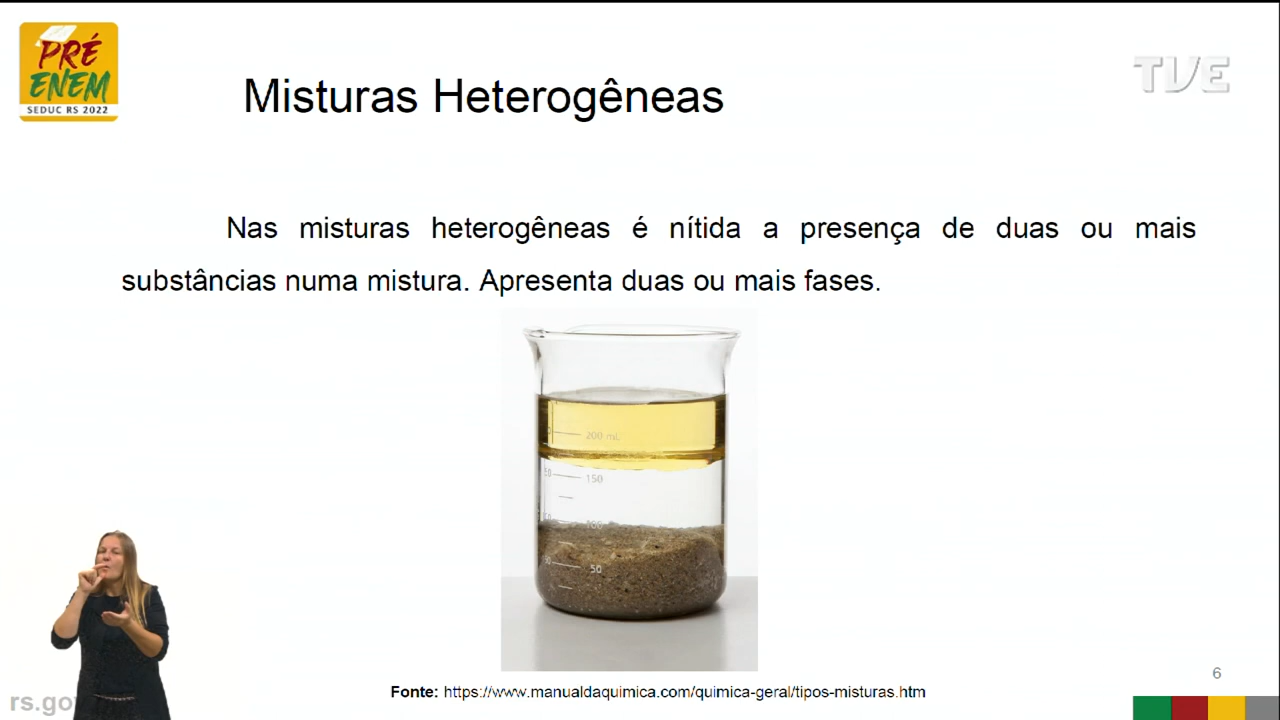 PRÉ
ENEM
SEDUC RS 2022
TVE
Misturas Heterogêneas
Nas misturas heterogêneas é nítida a presença de duas ou mais
substâncias numa mistura. Apresenta duas ou mais fases.
200 mL
150
100
50
Fonte: https://www.manualdaquimica.com/quimica-geral/tipos-misturas.htm
6
rs.go